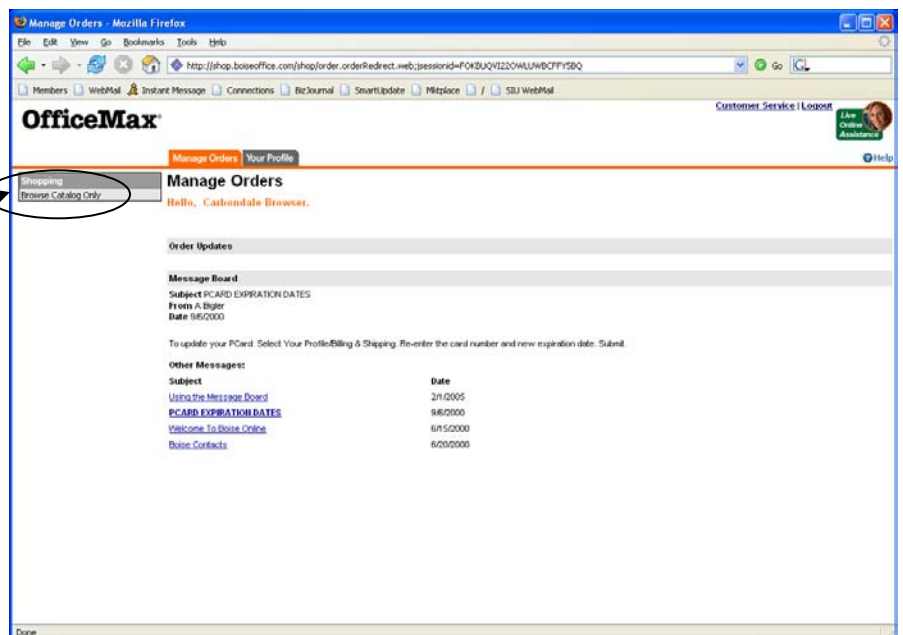 Manage Orders - Mozilla Firefox
File Edit View Go Bookmarks Tools Help
Go
Members WebMail Instant Message Connections BizJournal SmartUpdate Mktplace / SIU WebMail
Customer Service | Logout
OfficeMax
Live Online Assistance
Manage Orders Your Profile
Help
Shopping
Browse Catalog Only
Manage Orders
Hello, Carbondale Browser.
Order Updates
Message Board
Subject PCARD EXPIRATION DATES
From A Bigler
Date 9/6/2000
To update your PCard: Select Your Profile/Billing & Shipping. Re-enter the card number and new expiration date. Submit.
Other Messages:
Subject Date
Using the Message Board 2/1/2005
PCARD EXPIRATION DATES 9/6/2000
Welcome To Boise Online 6/15/2000
Boise Contacts 6/20/2000
Done